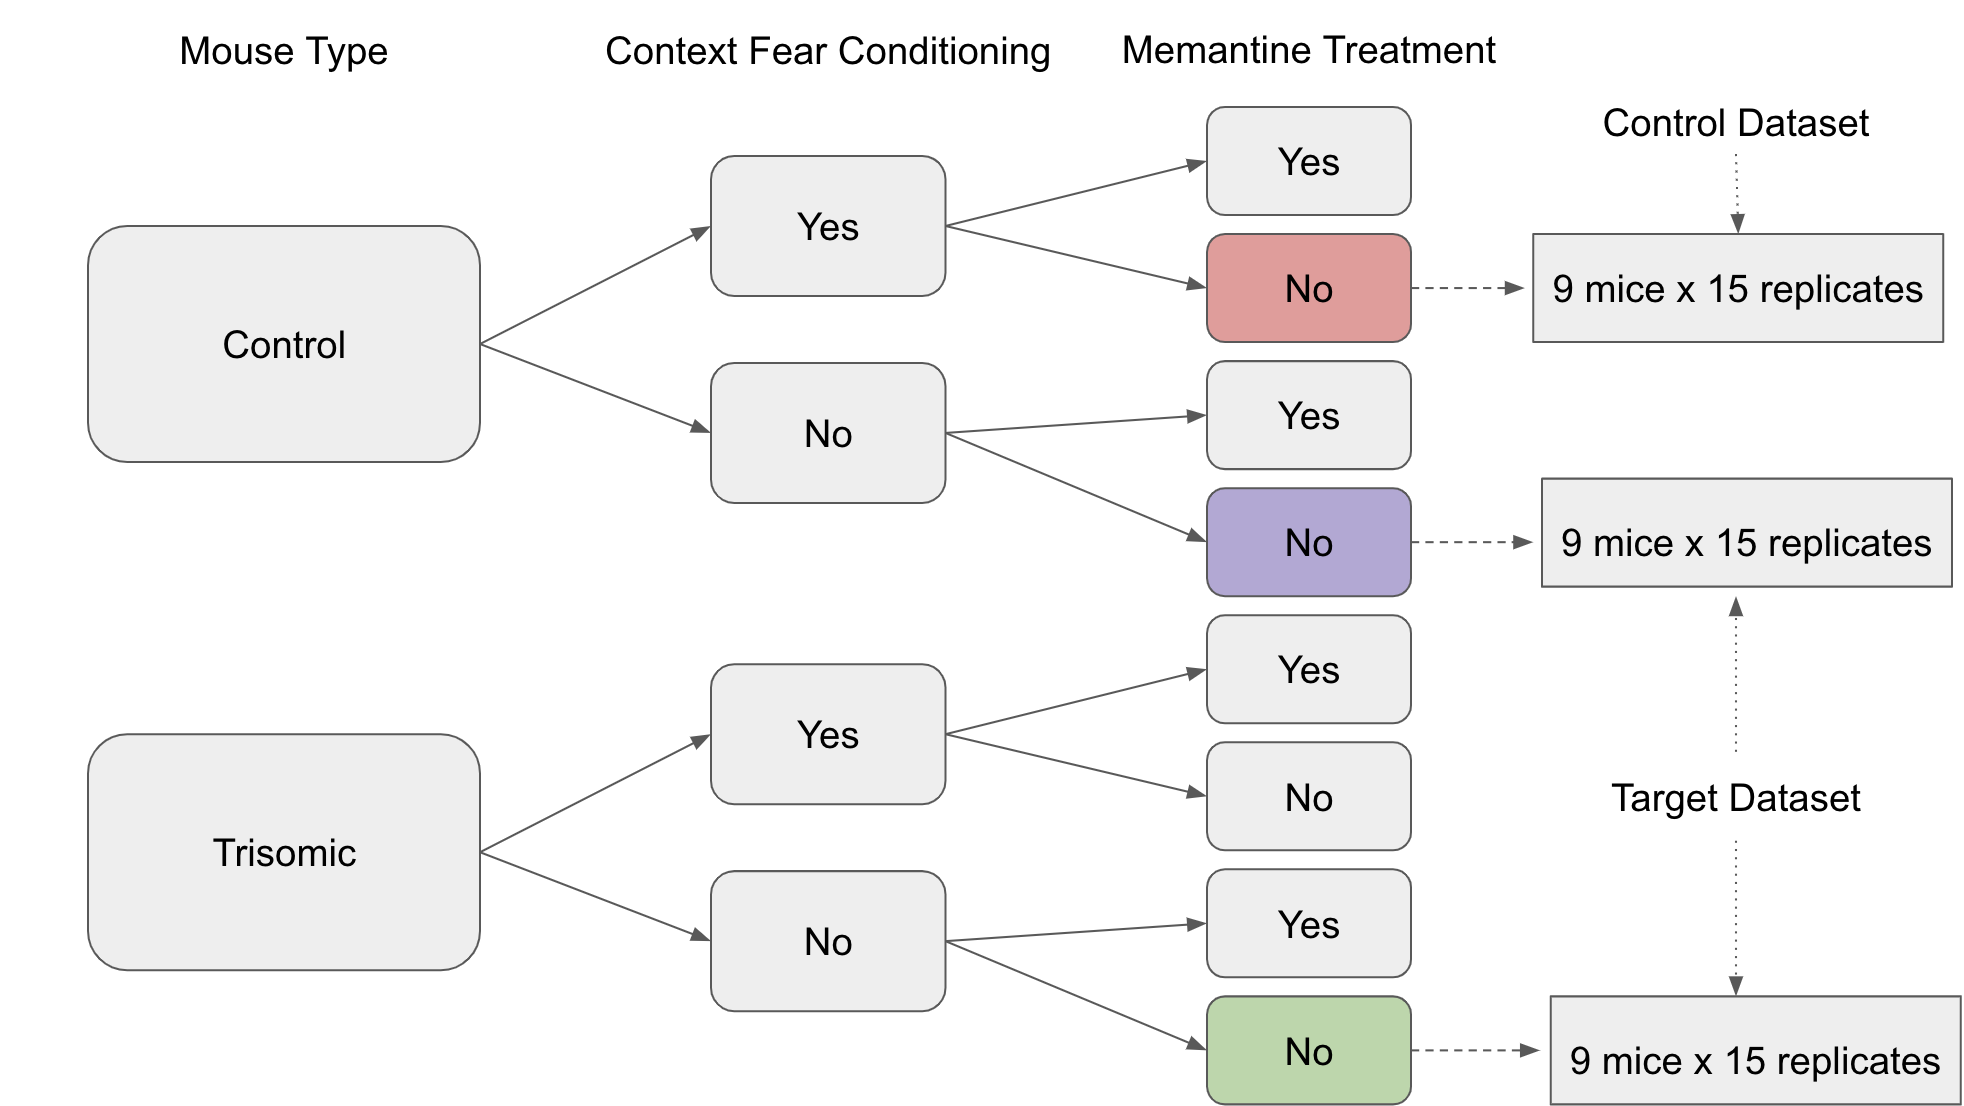 Mouse Type
Context Fear Conditioning
Memantine Treatment
Control Dataset
Yes
Yes
No
9 mice x 15 replicates
Control
No
Yes
No
9 mice x 15 replicates
Yes
Yes
No
Target Dataset
Trisomic
No
Yes
No
9 mice x 15 replicates